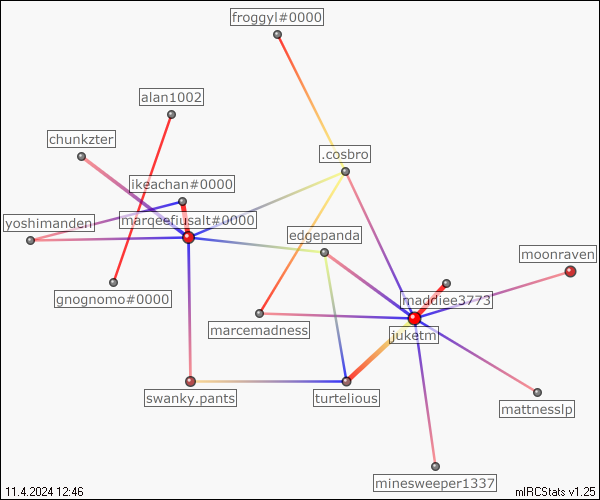 froggyl#0000
alan1002
chunkzter
.cosbro
ikeachan#0000
yoshimanden
marqeefiusalt#0000
edgepanda
moonraven
gnognomo#0000
maddiee3773
marcemadness
juketm
swanky.pants
turtelious
mattnesslp
minesweeper1337
11.4.2024 12:46
mIRCStats v1.25